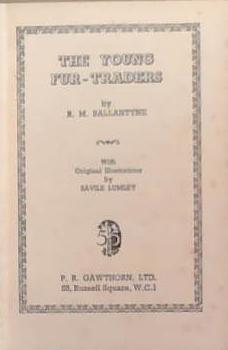 THE YOUNG
FUR-TRADERS
by
R. M. BALLANTYNE
With
Original Illustrations
by
SAVILE LUMLEY
P. R. GAWTHORN, LTD.
55, Russell Square, W.C.1